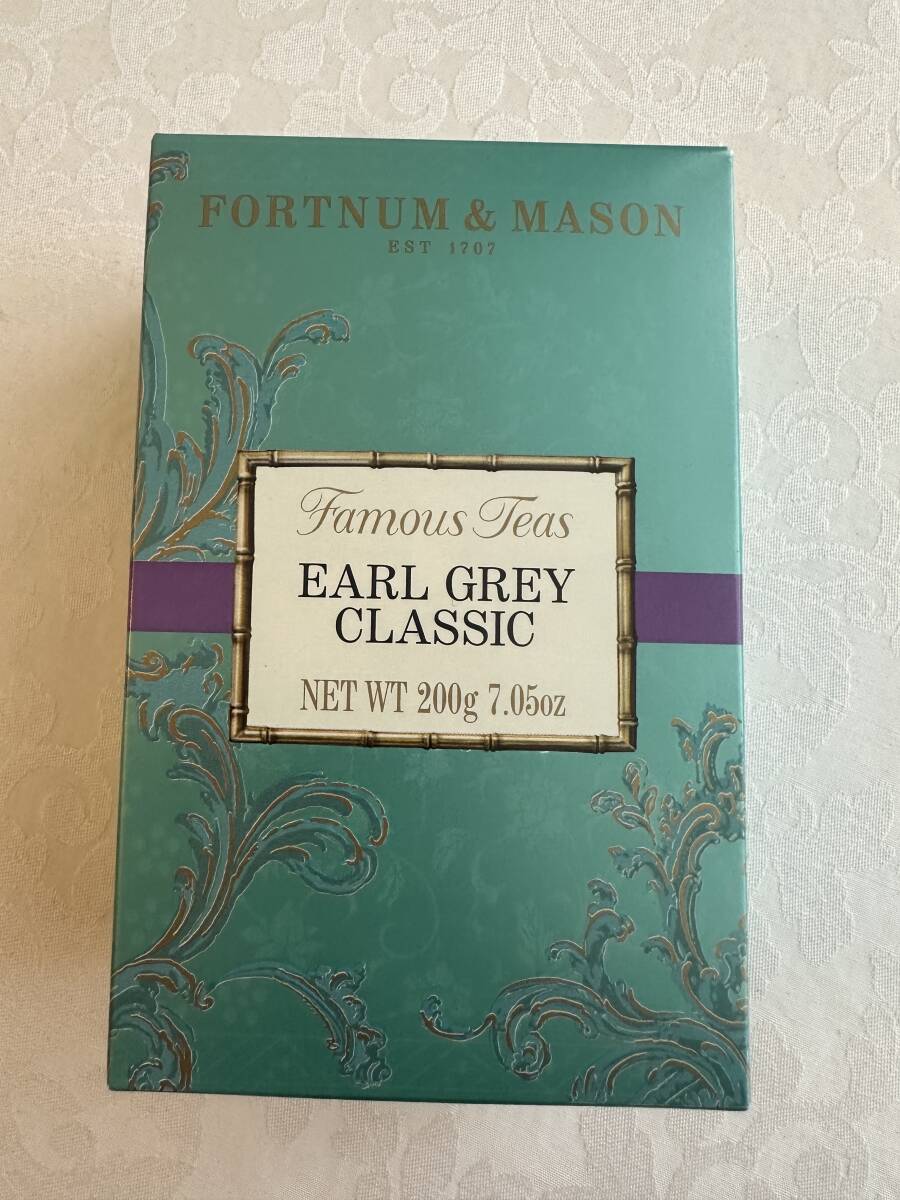 FORTNUM & MASON
EST 1707
Famous Teas
EARL GREY
CLASSIC
NET WT 200g 7.05oz